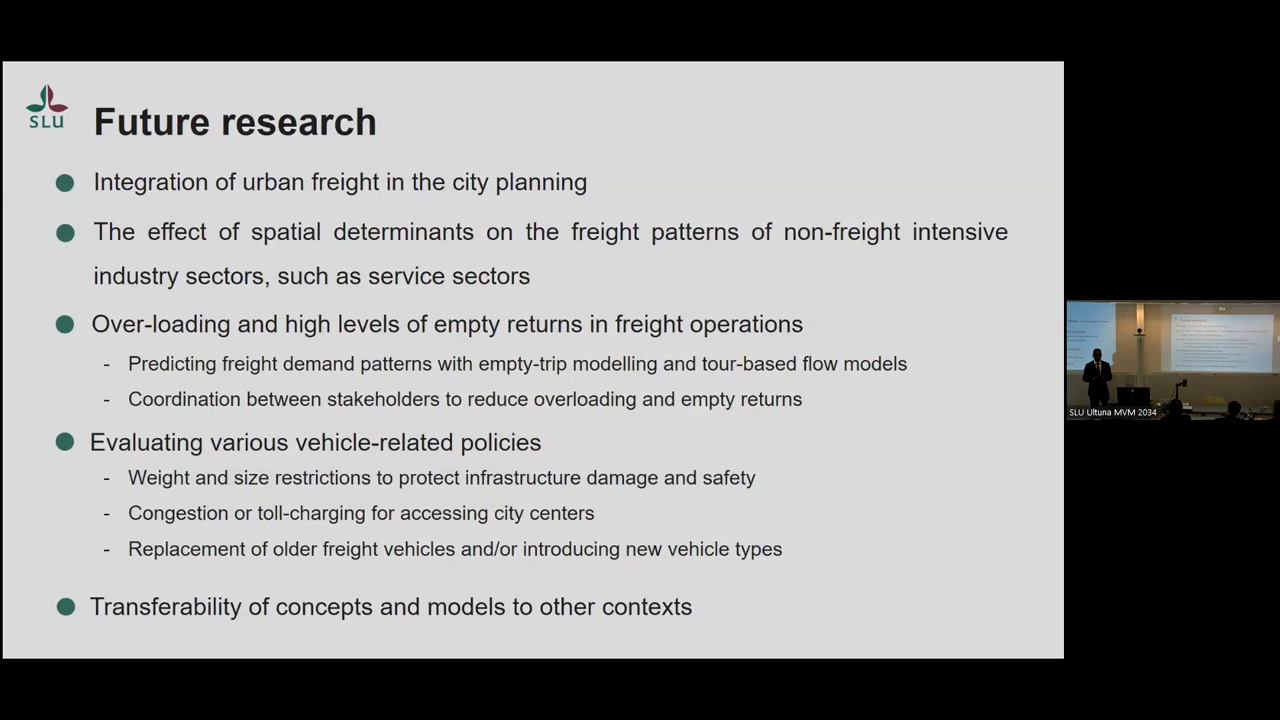 SLU
Future research
Integration of urban freight in the city planning
The effect of spatial determinants on the freight patterns of non-freight intensive
industry sectors, such as service sectors
Over-loading and high levels of empty returns in freight operations
- Predicting freight demand patterns with empty-trip modelling and tour-based flow models
- Coordination between stakeholders to reduce overloading and empty returns
Evaluating various vehicle-related policies
- Weight and size restrictions to protect infrastructure damage and safety
- Congestion or toll-charging for accessing city centers
- Replacement of older freight vehicles and/or introducing new vehicle types
Transferability of concepts and models to other contexts
SLU Ultuna MVM 2034